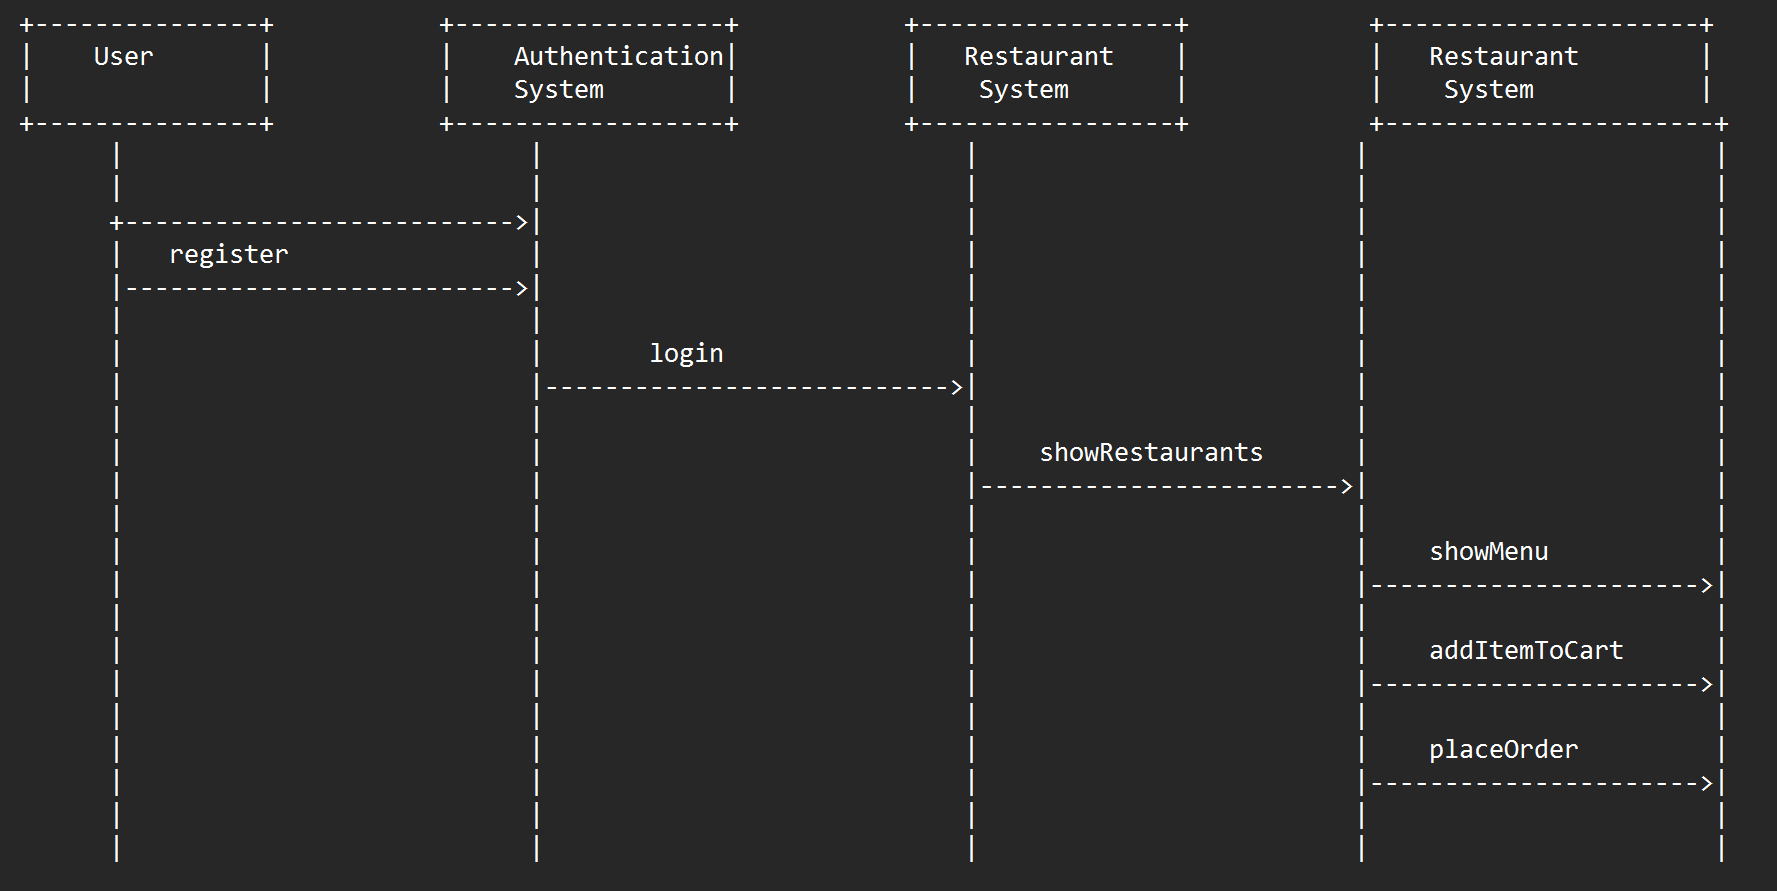 User Authentication Restaurant Restaurant
System System System
register
login
showRestaurants
showMenu
addItemToCart
placeOrder